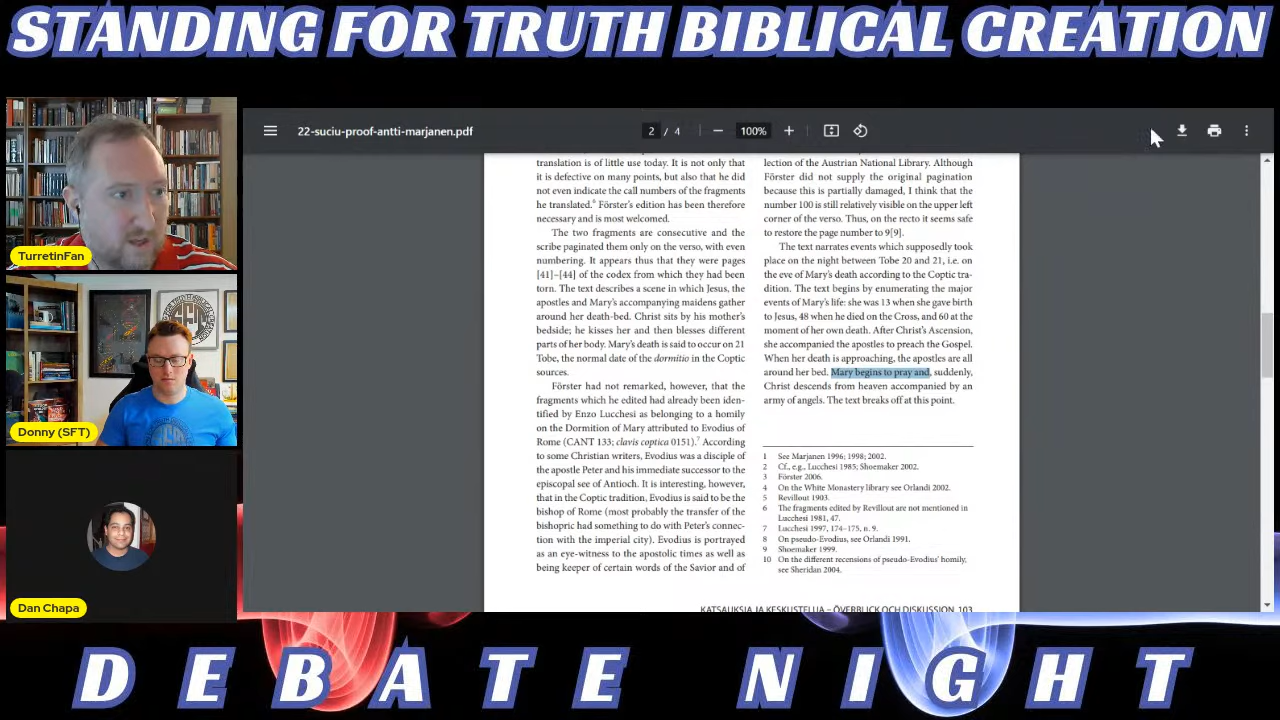 STANDING FOR TRUTH BIBLICAL CREATION
TurretinFan
Donny (SFT)
Dan Chapa
22-suciu-proof-antti-marjanen.pdf
2 / 4
100%
translation is of little use today. It is not only that
it is defective on many points, but also that he did
not even indicate the call numbers of the fragments
he translated.⁶ Förster's edition has been therefore
necessary and is most welcomed.
The two fragments are consecutive and the
scribe paginated them only on the verso, with even
numbering. It appears thus that they were pages
[41]–[44] of the codex from which they had been
torn. The text describes a scene in which Jesus, the
apostles and Mary's accompanying maidens gather
around her death-bed. Christ sits by his mother's
bedside; he kisses her and then blesses different
parts of her body. Mary's death is said to occur on 21
Tobe, the normal date of the dormitio in the Coptic
sources.
Förster had not remarked, however, that the
fragments which he edited had already been iden-
tified by Enzo Lucchesi as belonging to a homily
on the Dormition of Mary attributed to Evodius of
Rome (CANT 133; clavis coptica 0151).⁷ According
to some Christian writers, Evodius was a disciple of
the apostle Peter and his immediate successor to the
episcopal see of Antioch. It is interesting, however,
that in the Coptic tradition, Evodius is said to be the
bishop of Rome (most probably the transfer of the
bishopric had something to do with Peter's connec-
tion with the imperial city). Evodius is portrayed
as an eye-witness to the apostolic times as well as
being keeper of certain words of the Savior and of
lection of the Austrian National Library. Although
Förster did not supply the original pagination
because this is partially damaged, I think that the
number 100 is still relatively visible on the upper left
corner of the verso. Thus, on the recto it seems safe
to restore the page number to 9[9].
The text narrates events which supposedly took
place on the night between Tobe 20 and 21, i.e. on
the eve of Mary's death according to the Coptic tra-
dition. The text begins by enumerating the major
events of Mary's life: she was 13 when she gave birth
to Jesus, 48 when he died on the Cross, and 60 at the
moment of her own death. After Christ's Ascension,
she accompanied the apostles to preach the Gospel.
When her death is approaching, the apostles are all
around her bed. Mary begins to pray and, suddenly,
Christ descends from heaven accompanied by an
army of angels. The text breaks off at this point.
1 See Marjanen 1996; 1998; 2002.
2 Cf., e.g., Lucchesi 1985; Shoemaker 2002.
3 Förster 2006.
4 On the White Monastery library see Orlandi 2002.
5 Revillout 1903.
6 The fragments edited by Revillout are not mentioned in
Lucchesi 1981, 47.
7 Lucchesi 1997, 174–175, n. 9.
8 On pseudo-Evodius, see Orlandi 1991.
9 Shoemaker 1999.
10 On the different recensions of pseudo-Evodius' homily,
see Sheridan 2004.
KATSAUKSIA JA KESKUSTELUA – ÖVERBLICK OCH DISKUSSION 103
DEBATE NIGHT